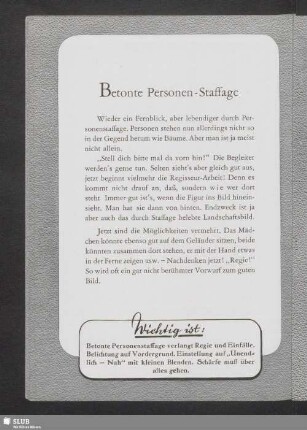 Betonte Personen-Staffage
Wieder ein Fernblick, aber lebendiger durch Per-
sonenstaffage. Personen stehen nun allerdings nicht so
in der Gegend herum wie Bäume. Aber man ist ja meist
nicht allein.
„Stell dich bitte mal da vorn hin!" Die Begleiter
werden's gerne tun. Selten sieht's aber gleich gut aus,
jetzt beginnt vielmehr die Regisseur-Arbeit! Denn es
kommt nicht drauf an, daß, sondern wie wer dort
steht. Immer gut ist's, wenn die Figur ins Bild hinein-
sieht. Man hat sie dann von hinten. Endzweck ist ja
aber auch das durch Staffage belebte Landschaftsbild.
Jetzt sind die Möglichkeiten vermehrt. Das Mäd-
chen könnte ebenso gut auf dem Geländer sitzen, beide
könnten zusammen dort stehen, er mit der Hand etwas
in der Ferne zeigen usw. — Nachdenken jetzt! „Regie!"
So wird oft ein gar nicht berühmter Vorwurf zum guten
Bild.
Wichtig ist:
Betonte Personenstaffage verlangt Regie und Einfälle.
Belichtung auf Vordergrund. Einstellung auf „Unend-
lich — Nah" mit kleinen Blenden. Schärfe muß über
alles gehen.
SLUB